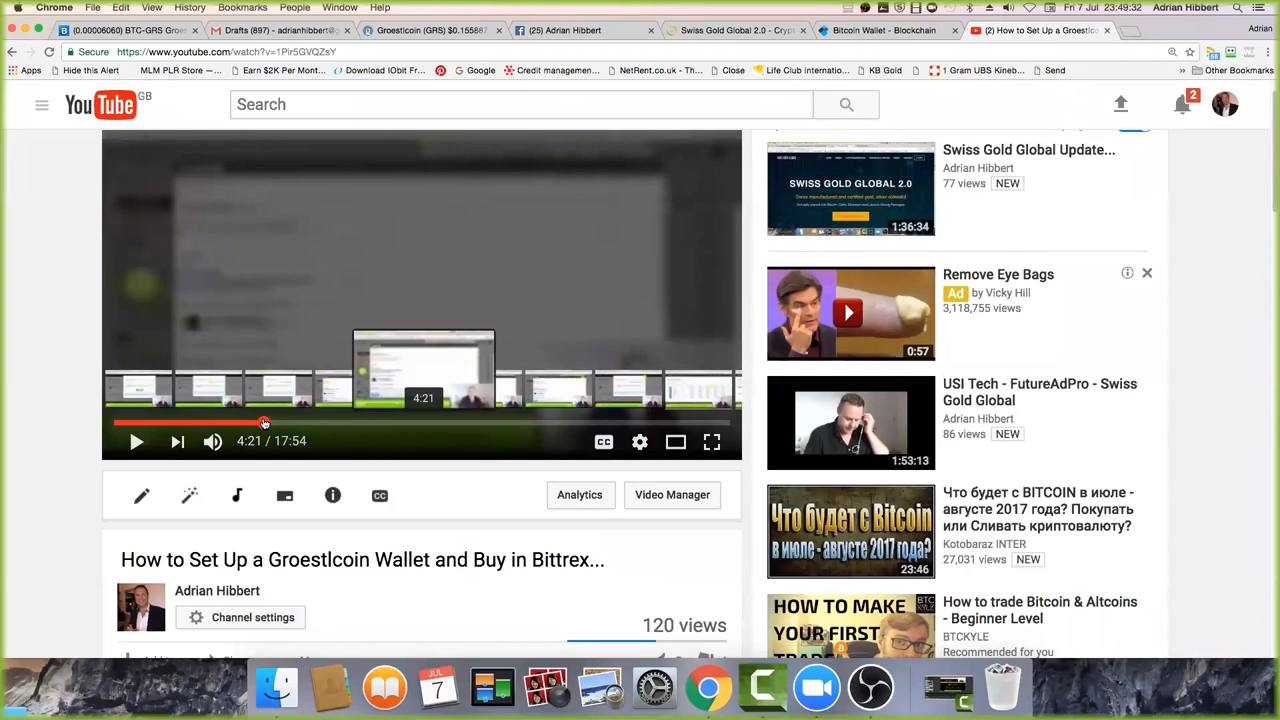 Chrome File Edit View History Bookmarks People Window Help Fri 7 Jul 23:49:32 Adrian Hibbert
(0.00006060) BTC-GRS Groes Drafts (897) - adrianhibbert@g Groestlcoin (GRS) $0.155887 (25) Adrian Hibbert Swiss Gold Global 2.0 - Cryp Bitcoin Wallet - Blockchain (2) How to Set Up a Groestlco Adrian
Secure https://www.youtube.com/watch?v=1Pir5GVQZsY
Apps Hide this Alert MLM PLR Store —... Earn $2K Per Mont... Download IObit Fr... Google Credit managemen... NetRent.co.uk - Th... Close Life Club internatio... KB Gold 1 Gram UBS Kineb... Send » Other Bookmarks
YouTube GB
Search
2
4:21
4:21 / 17:54
CC
CC
Analytics
Video Manager
How to Set Up a Groestlcoin Wallet and Buy in Bittrex...
Adrian Hibbert
Channel settings
120 views
SWISS GOLD GLOBAL 2.0
1:36:34
Swiss Gold Global Update...
Adrian Hibbert
77 views NEW
0:57
Remove Eye Bags
Ad by Vicky Hill
3,118,755 views
1:53:13
USI Tech - FutureAdPro - Swiss
Gold Global
Adrian Hibbert
86 views NEW
Что будет с Bitcoin
в июле - августе 2017 года?
23:46
Что будет с BITCOIN в июле -
августе 2017 года? Покупать
или Сливать криптовалюту?
Kotobaraz INTER
27,031 views NEW
HOW TO MAKE
YOUR FIRST
BTC
KYLE
How to trade Bitcoin & Altcoins
- Beginner Level
BTCKYLE
Recommended for you
JUL
7